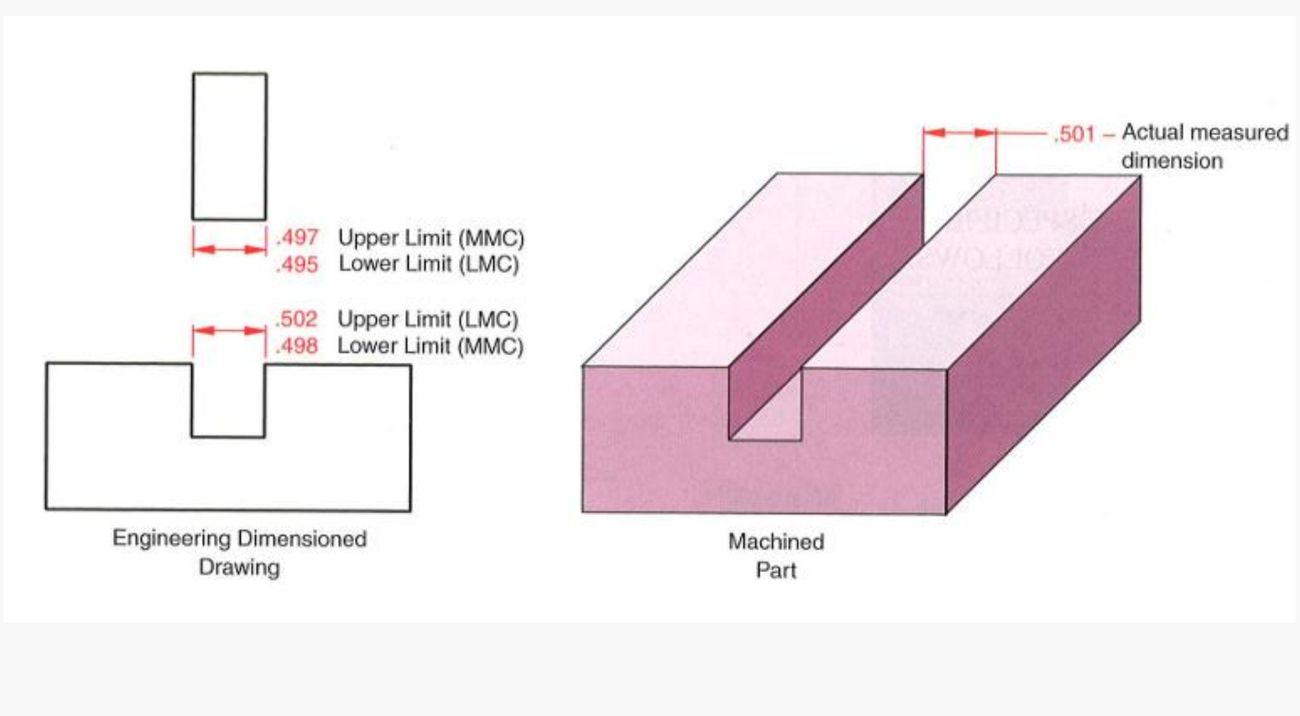 .497 Upper Limit (MMC)
.495 Lower Limit (LMC)
.502 Upper Limit (LMC)
.498 Lower Limit (MMC)
Engineering Dimensioned
Drawing
.501 – Actual measured
dimension
Machined
Part